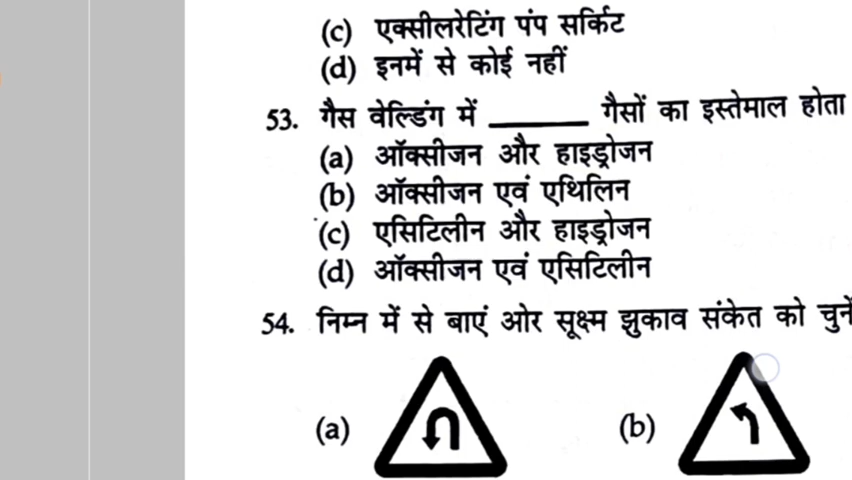 (c) एक्सीलरेटिंग पंप सर्किट
(d) इनमें से कोई नहीं
53. गैस वेल्डिंग में ______ गैसों का इस्तेमाल होता
(a) ऑक्सीजन और हाइड्रोजन
(b) ऑक्सीजन एवं एथिलिन
(c) एसिटिलीन और हाइड्रोजन
(d) ऑक्सीजन एवं एसिटिलीन
54. निम्न में से बाएं ओर सूक्ष्म झुकाव संकेत को चुनें
(a) (b)